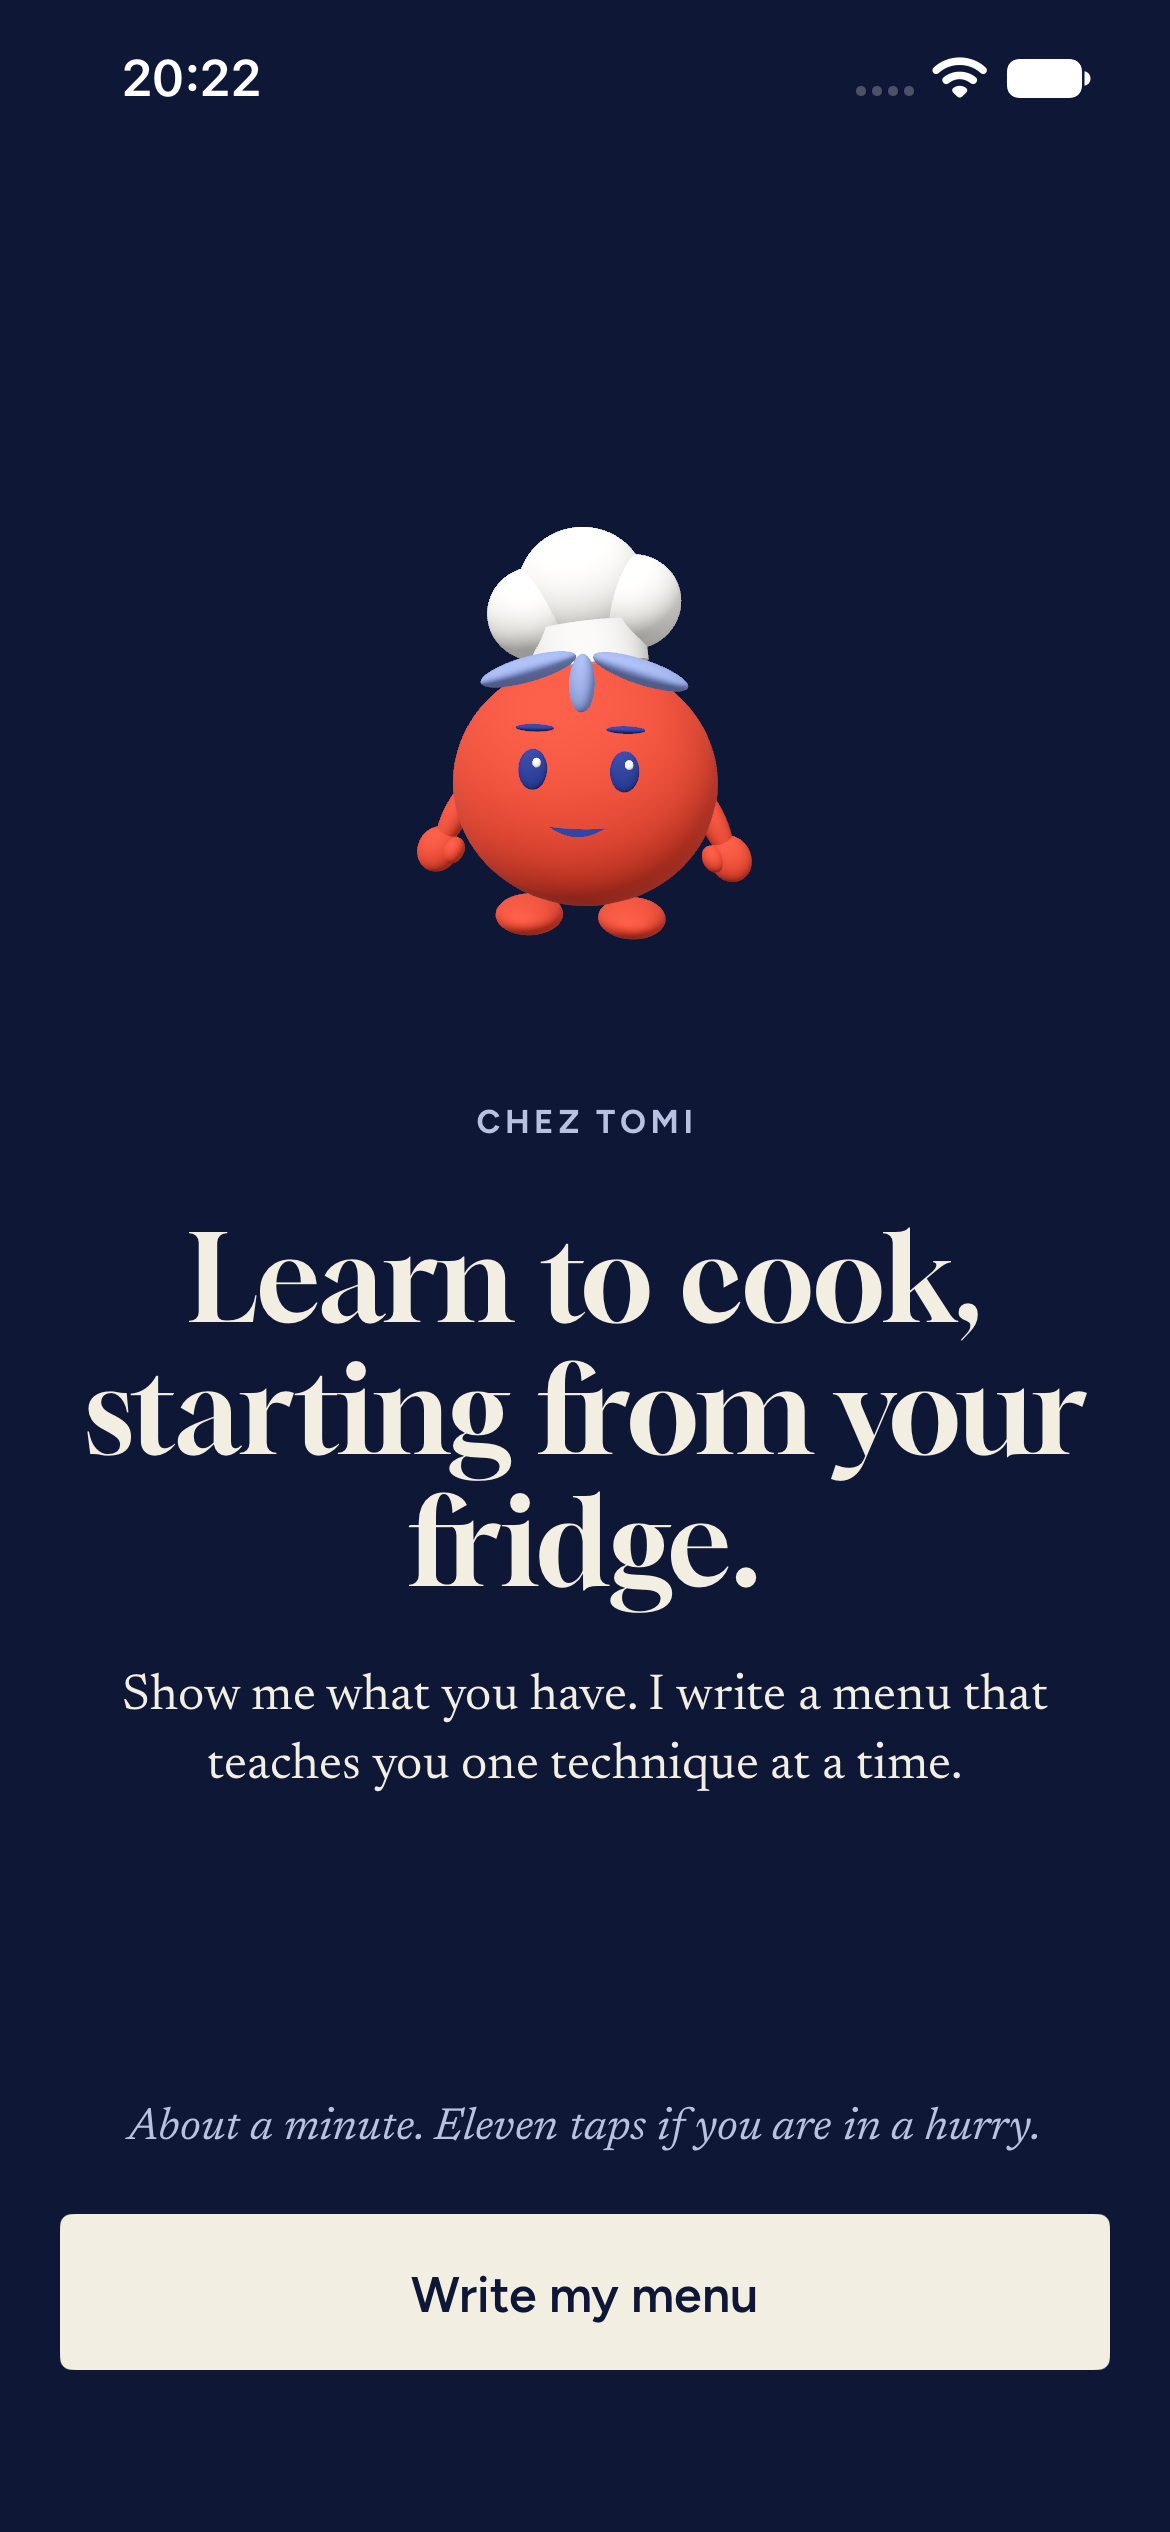 20:22
CHEZ TOMI
Learn to cook,
starting from your
fridge.
Show me what you have. I write a menu that
teaches you one technique at a time.
About a minute. Eleven taps if you are in a hurry.
Write my menu